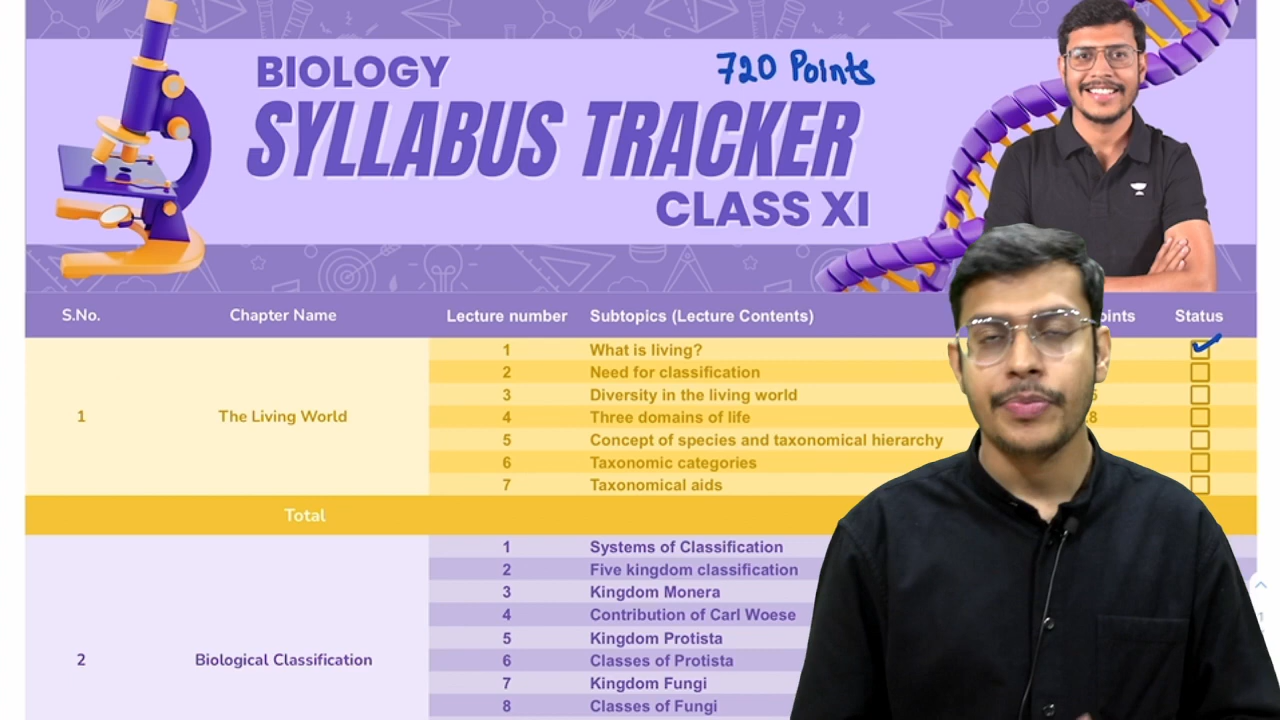 BIOLOGY
720 Points
SYLLABUS TRACKER
CLASS XI
S.No. Chapter Name Lecture number Subtopics (Lecture Contents) Status
1 The Living World
1 What is living?
2 Need for classification
3 Diversity in the living world
4 Three domains of life
5 Concept of species and taxonomical hierarchy
6 Taxonomic categories
7 Taxonomical aids
Total
2 Biological Classification
1 Systems of Classification
2 Five kingdom classification
3 Kingdom Monera
4 Contribution of Carl Woese
5 Kingdom Protista
6 Classes of Protista
7 Kingdom Fungi
8 Classes of Fungi